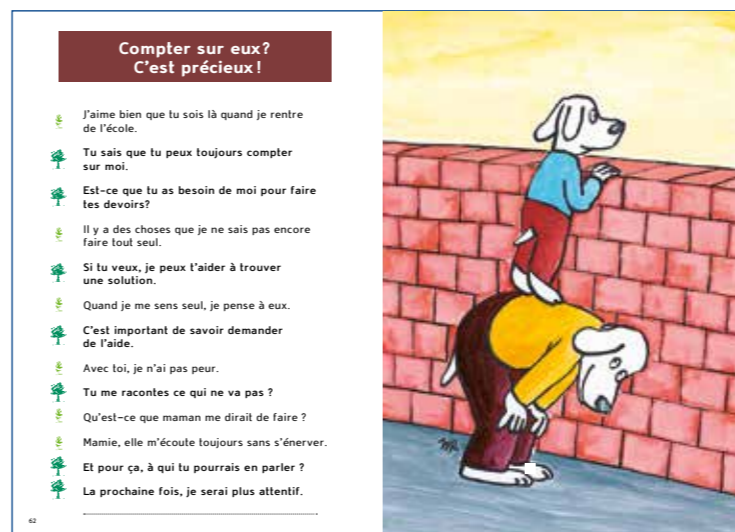 Compter sur eux?
C'est précieux!
J'aime bien que tu sois là quand je rentre
de l'école.
Tu sais que tu peux toujours compter
sur moi.
Est-ce que tu as besoin de moi pour faire
tes devoirs?
Il y a des choses que je ne sais pas encore
faire tout seul.
Si tu veux, je peux t'aider à trouver
une solution.
Quand je me sens seul, je pense à eux.
C'est important de savoir demander
de l'aide.
Avec toi, je n'ai pas peur.
Tu me racontes ce qui ne va pas ?
Qu'est-ce que maman me dirait de faire ?
Mamie, elle m'écoute toujours sans s'énerver.
Et pour ça, à qui tu pourrais en parler ?
La prochaine fois, je serai plus attentif.
62